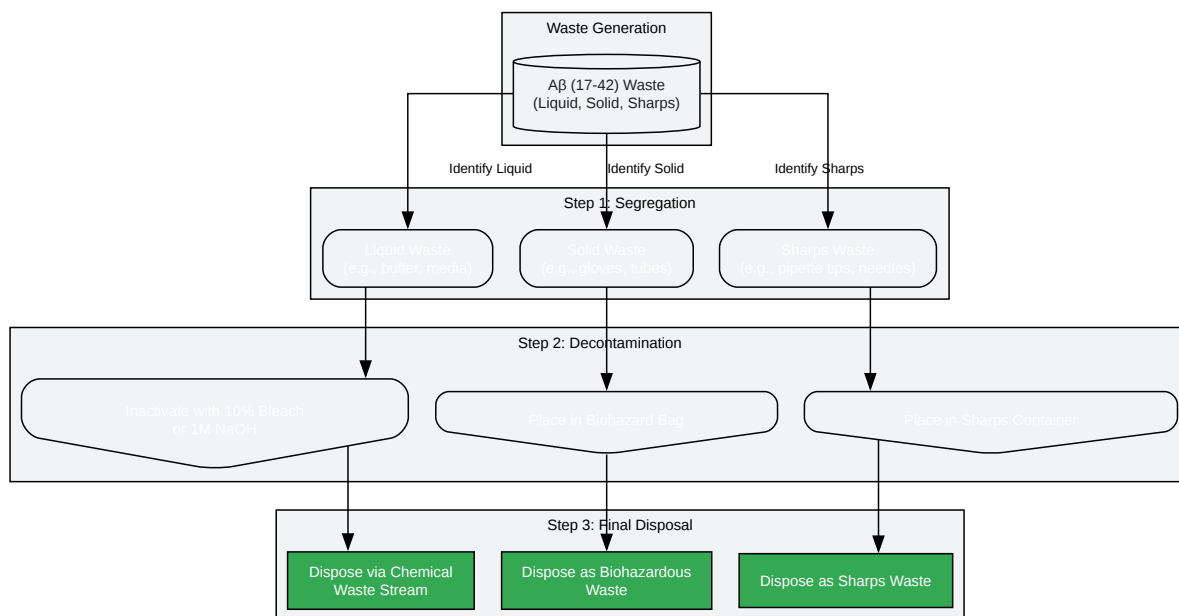 Waste Generation
Aβ (17-42) Waste
(Liquid, Solid, Sharps)
Identify Liquid
Identify Solid
Identify Sharps
Step 1: Segregation
Liquid Waste
(e.g., buffer, media)
Solid Waste
(e.g., gloves, tubes)
Sharps Waste
(e.g., pipette tips, needles)
Step 2: Decontamination
Inactivate with 10% Bleach
or 1M NaOH
Place in Biohazard Bag
Place in Sharps Container
Step 3: Final Disposal
Dispose via Chemical
Waste Stream
Dispose as Biohazardous
Waste
Dispose as Sharps Waste